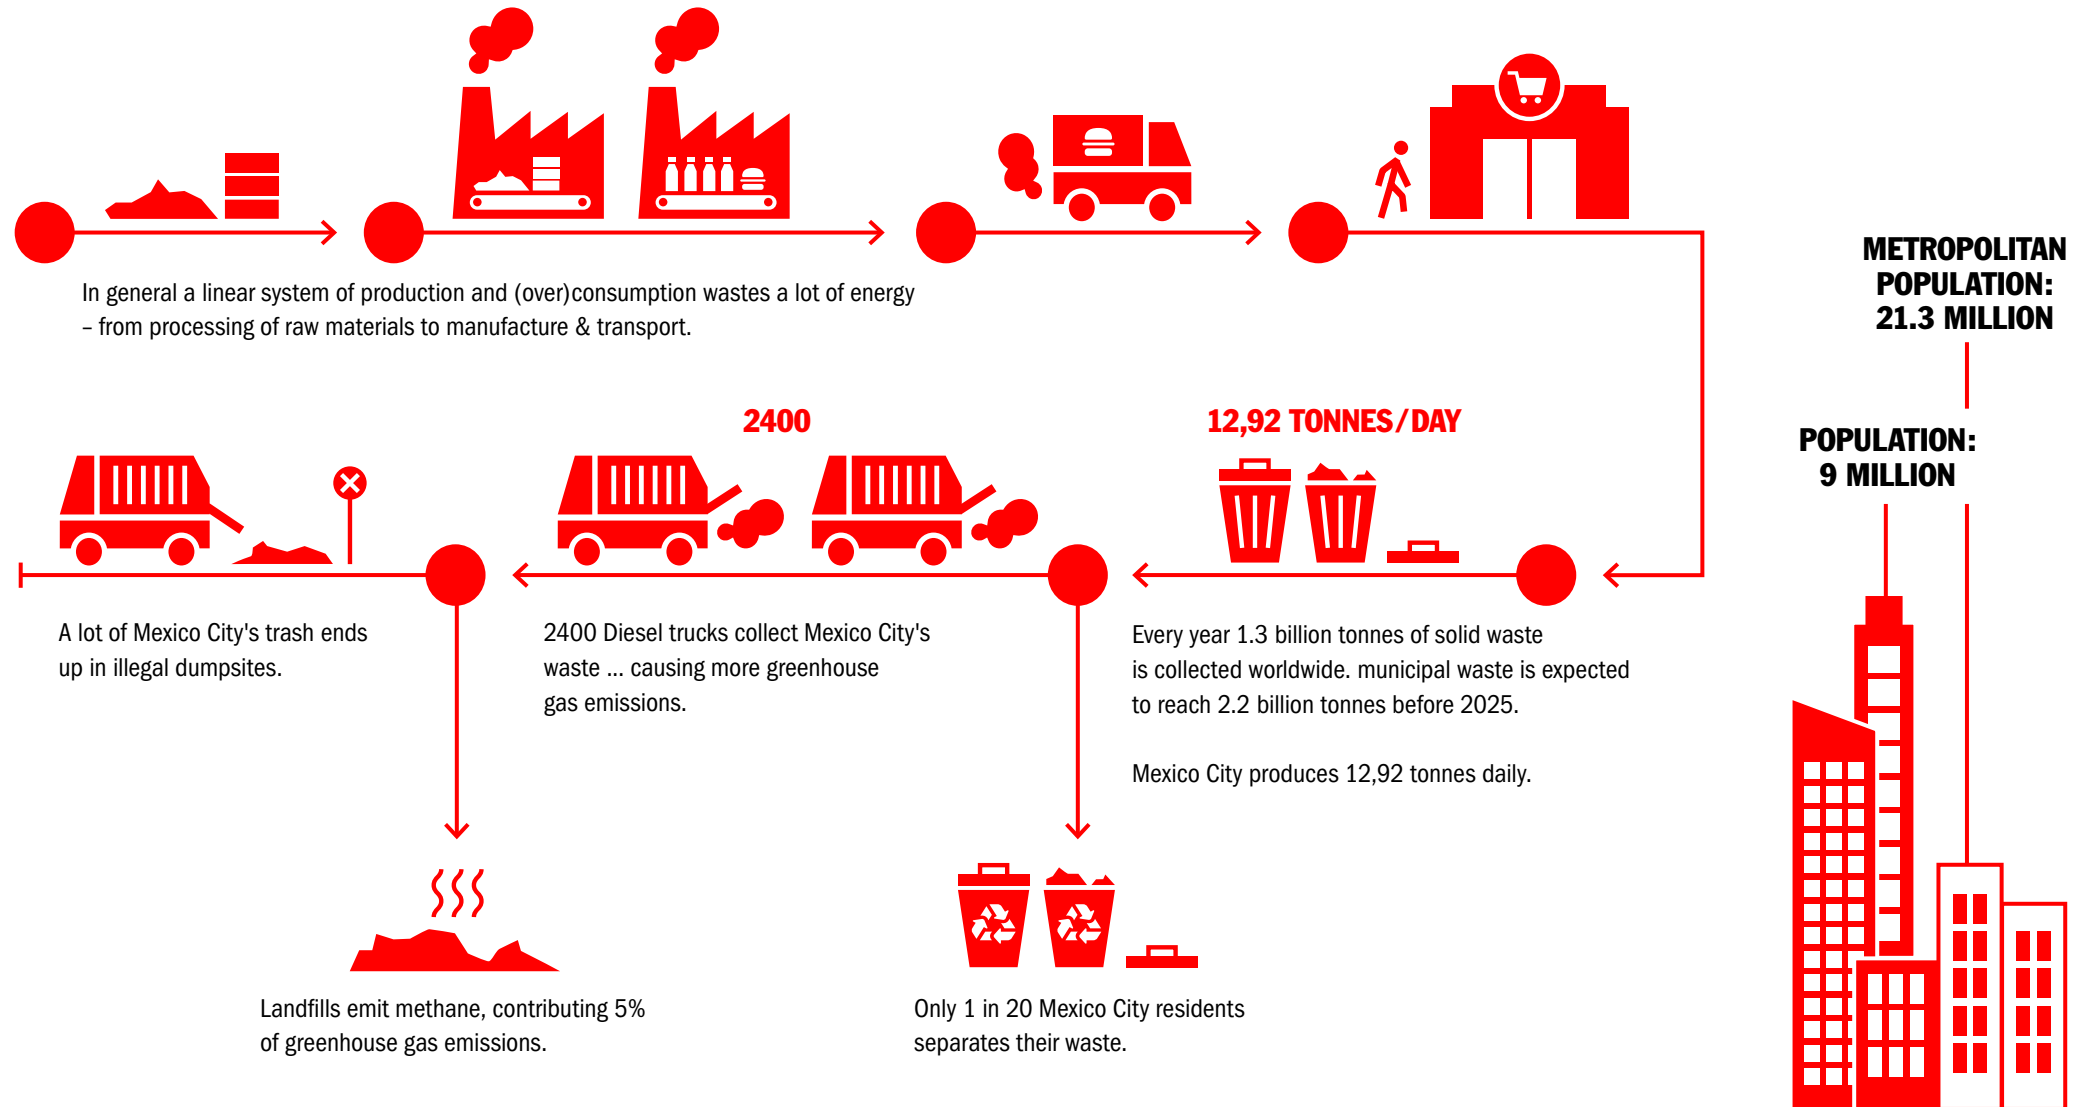 In general a linear system of production and (over)consumption wastes a lot of energy
– from processing of raw materials to manufacture & transport.
METROPOLITAN
POPULATION:
21.3 MILLION
POPULATION:
9 MILLION
12,92 TONNES/DAY
Every year 1.3 billion tonnes of solid waste
is collected worldwide. municipal waste is expected
to reach 2.2 billion tonnes before 2025.
Mexico City produces 12,92 tonnes daily.
2400
2400 Diesel trucks collect Mexico City's
waste ... causing more greenhouse
gas emissions.
A lot of Mexico City's trash ends
up in illegal dumpsites.
Landfills emit methane, contributing 5%
of greenhouse gas emissions.
Only 1 in 20 Mexico City residents
separates their waste.